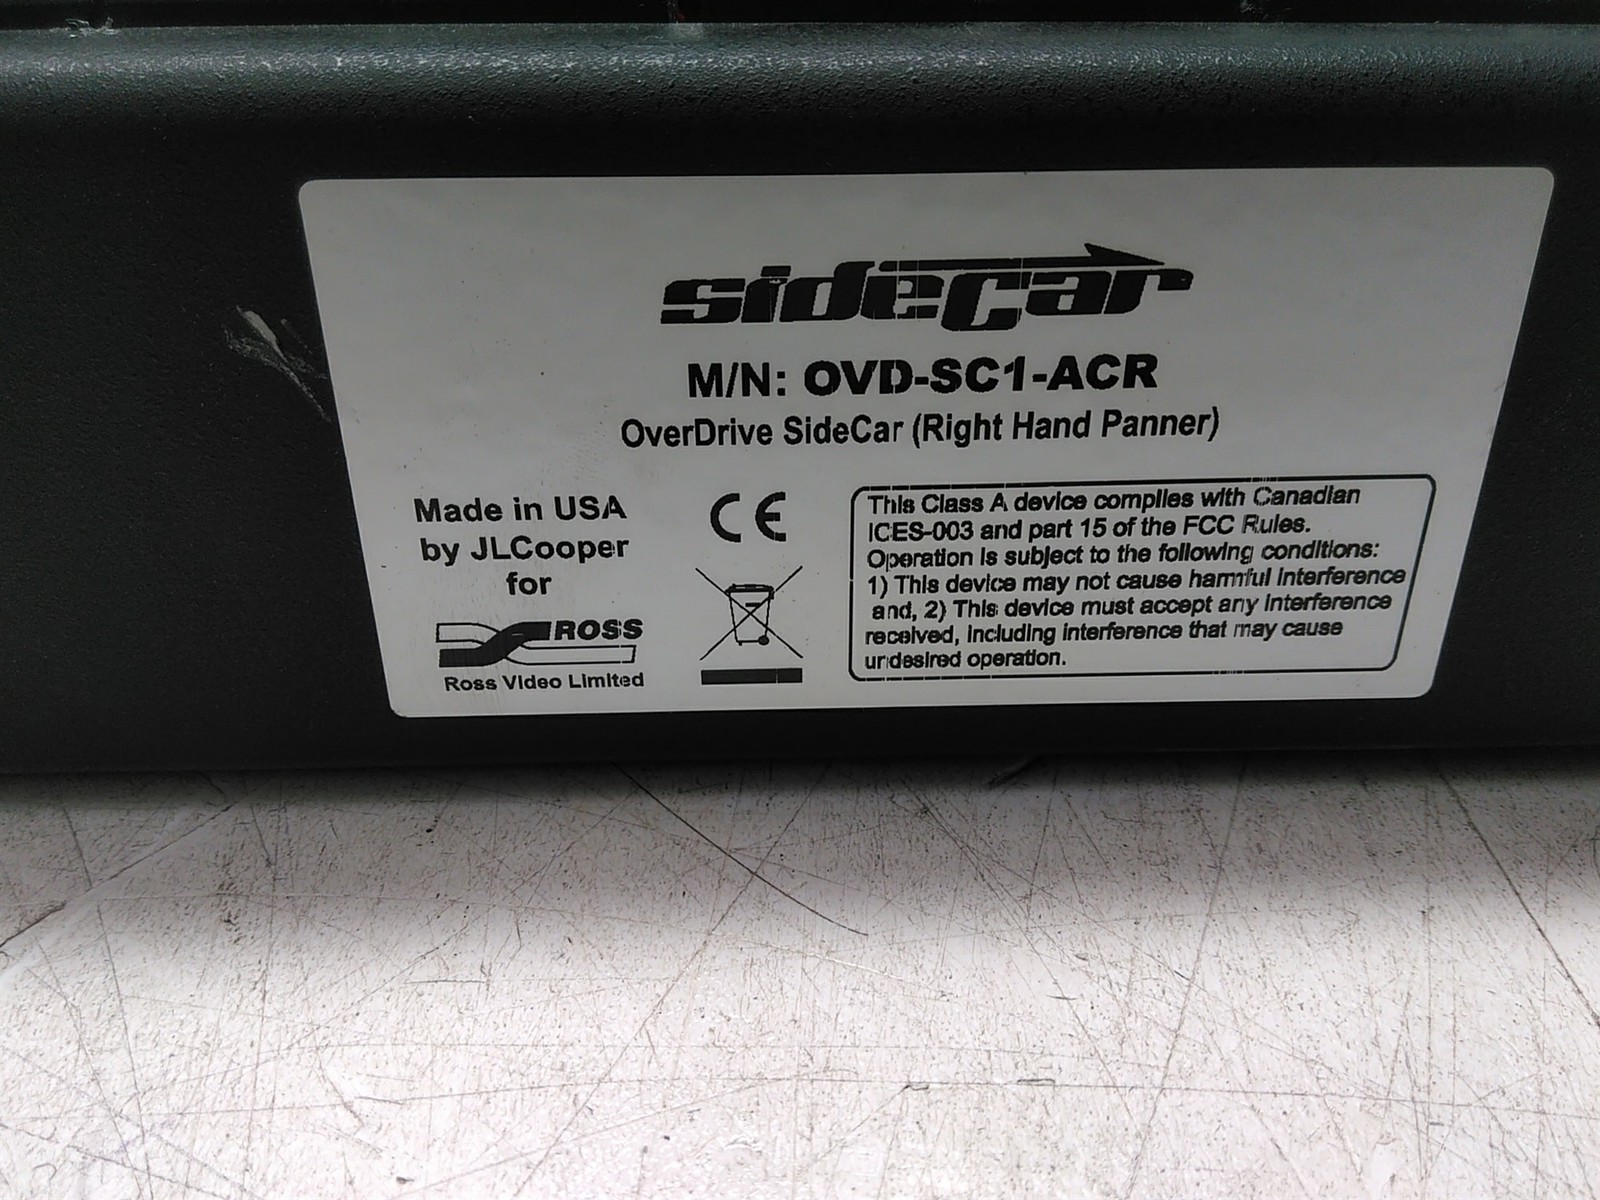 sidecar
M/N: OVD-SC1-ACR
OverDrive SideCar (Right Hand Panner)
Made in USA
by JLCooper
for
ROSS
Ross Video Limited
CE
This Class A device complies with Canadian
ICES-003 and part 15 of the FCC Rules.
Operation is subject to the following conditions:
1) This device may not cause harmful interference
and, 2) This device must accept any interference
received, including interference that may cause
undesired operation.